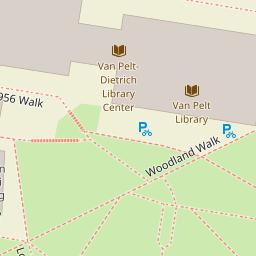 Van Pelt-
Dietrich
Library
Center
Van Pelt
Library
956 Walk
Woodland Walk